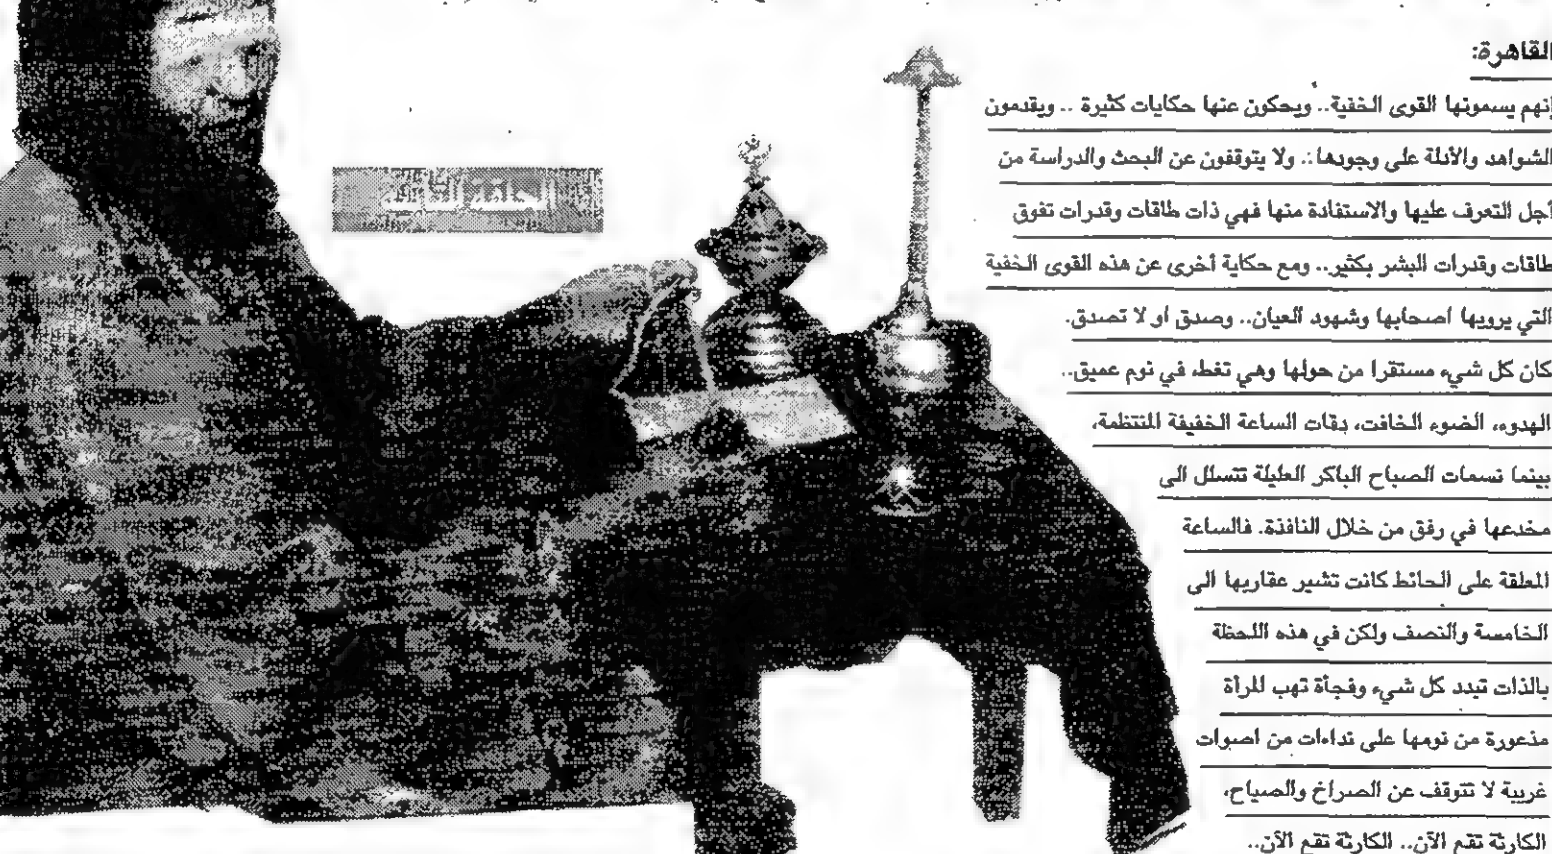 القاهرة:
إنهم يسمونها القوى الخفية.. ويحكون عنها حكايات كثيرة .. ويقدمون
الشواهد والأدلة على وجودها.. ولا يتوقفون عن البحث والدراسة من
أجل التعرف عليها والاستفادة منها فهي ذات طاقات وقدرات تفوق
طاقات وقدرات البشر بكثير.. ومع حكاية أخرى عن هذه القوى الخفية
التي يرويها اصحابها وشهود العيان.. وصدق او لا تصدق.
كان كل شيء مستقرا من حولها وهي تغط في نوم عميق..
الهدوء، الضوء الخافت، دقات الساعة الخفيفة المنتظمة،
بينما نسمات الصباح الباكر العليلة تتسلل الى
مخدعها في رفق من خلال النافذة. فالساعة
المعلقة على الحائط كانت تشير عقاربها الى
الخامسة والنصف ولكن في هذه اللحظة
بالذات تبدد كل شيء وفجأة تهب المرأة
مذعورة من نومها على نداءات من اصوات
غريبة لا تتوقف عن الصراخ والصياح،
الكارثة تقع الآن.. الكارثة تقع الآن..
الحلقة الثانية